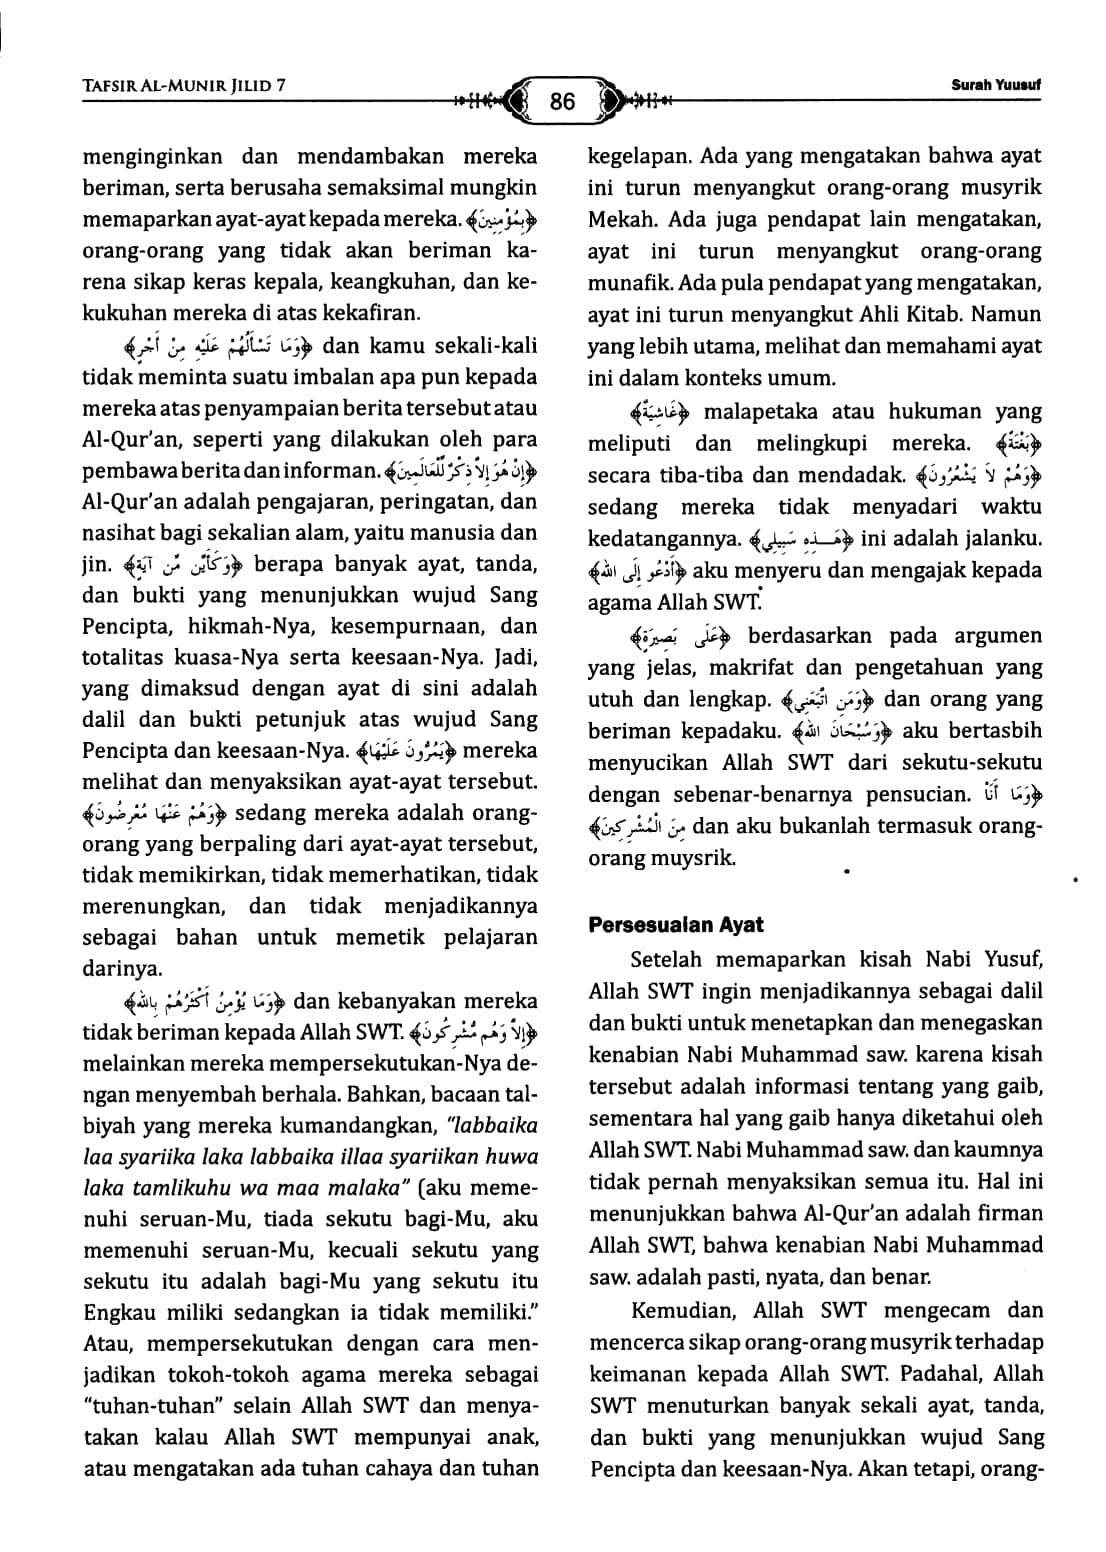 TAFSIR AL-MUNIR JILID 7
86
Surah Yuusuf
menginginkan dan mendambakan mereka
beriman, serta berusaha semaksimal mungkin
memaparkan ayat-ayat kepada mereka. ﴿بِمُؤْمِنِينَ﴾
orang-orang yang tidak akan beriman ka-
rena sikap keras kepala, keangkuhan, dan ke-
kukuhan mereka di atas kekafiran.
﴿وَمَا تَسْأَلُهُمْ عَلَيْهِ مِنْ أَجْرٍ﴾ dan kamu sekali-kali
tidak meminta suatu imbalan apa pun kepada
mereka atas penyampaian berita tersebut atau
Al-Qur'an, seperti yang dilakukan oleh para
pembawa berita dan informan. ﴿إِنْ هُوَ إِلاَّ ذِكْرٌ لِّلْعَالَمِينَ﴾
Al-Qur'an adalah pengajaran, peringatan, dan
nasihat bagi sekalian alam, yaitu manusia dan
jin. ﴿وَكَأَيِّن مِّن آيَةٍ﴾ berapa banyak ayat, tanda,
dan bukti yang menunjukkan wujud Sang
Pencipta, hikmah-Nya, kesempurnaan, dan
totalitas kuasa-Nya serta keesaan-Nya. Jadi,
yang dimaksud dengan ayat di sini adalah
dalil dan bukti petunjuk atas wujud Sang
Pencipta dan keesaan-Nya. ﴿يَمُرُّونَ عَلَيْهَا﴾ mereka
melihat dan menyaksikan ayat-ayat tersebut.
﴿وَهُمْ عَنْهَا مُعْرِضُونَ﴾ sedang mereka adalah orang-
orang yang berpaling dari ayat-ayat tersebut,
tidak memikirkan, tidak memerhatikan, tidak
merenungkan, dan tidak menjadikannya
sebagai bahan untuk memetik pelajaran
darinya.
﴿وَمَا يُؤْمِنُ أَكْثَرُهُمْ بِاللهِ﴾ dan kebanyakan mereka
tidak beriman kepada Allah SWT. ﴿إِلاَّ وَهُم مُّشْرِكُونَ﴾
melainkan mereka mempersekutukan-Nya de-
ngan menyembah berhala. Bahkan, bacaan tal-
biyah yang mereka kumandangkan, "labbaika
laa syariika laka labbaika illaa syariikan huwa
laka tamlikuhu wa maa malaka" (aku meme-
nuhi seruan-Mu, tiada sekutu bagi-Mu, aku
memenuhi seruan-Mu, kecuali sekutu yang
sekutu itu adalah bagi-Mu yang sekutu itu
Engkau miliki sedangkan ia tidak memiliki."
Atau, mempersekutukan dengan cara men-
jadikan tokoh-tokoh agama mereka sebagai
"tuhan-tuhan" selain Allah SWT dan menya-
takan kalau Allah SWT mempunyai anak,
atau mengatakan ada tuhan cahaya dan tuhan
kegelapan. Ada yang mengatakan bahwa ayat
ini turun menyangkut orang-orang musyrik
Mekah. Ada juga pendapat lain mengatakan,
ayat ini turun menyangkut orang-orang
munafik. Ada pula pendapat yang mengatakan,
ayat ini turun menyangkut Ahli Kitab. Namun
yang lebih utama, melihat dan memahami ayat
ini dalam konteks umum.
﴿غَاشِيَةٌ﴾ malapetaka atau hukuman yang
meliputi dan melingkupi mereka. ﴿بَغْتَةً﴾
secara tiba-tiba dan mendadak. ﴿وَهُمْ لاَ يَشْعُرُونَ﴾
sedang mereka tidak menyadari waktu
kedatangannya. ﴿هَـذِهِ سَبِيلِي﴾ ini adalah jalanku.
﴿أَدْعُو إِلَى اللهِ﴾ aku menyeru dan mengajak kepada
agama Allah SWT.
﴿عَلَى بَصِيرَةٍ﴾ berdasarkan pada argumen
yang jelas, makrifat dan pengetahuan yang
utuh dan lengkap. ﴿وَمَنِ اتَّبَعَنِي﴾ dan orang yang
beriman kepadaku. ﴿وَسُبْحَانَ اللهِ﴾ aku bertasbih
menyucikan Allah SWT dari sekutu-sekutu
dengan sebenar-benarnya pensucian. ﴿وَمَا أَنَاْ
مِنَ الْمُشْرِكِينَ﴾ dan aku bukanlah termasuk orang-
orang muysrik.
Persesuaian Ayat
Setelah memaparkan kisah Nabi Yusuf,
Allah SWT ingin menjadikannya sebagai dalil
dan bukti untuk menetapkan dan menegaskan
kenabian Nabi Muhammad saw. karena kisah
tersebut adalah informasi tentang yang gaib,
sementara hal yang gaib hanya diketahui oleh
Allah SWT. Nabi Muhammad saw. dan kaumnya
tidak pernah menyaksikan semua itu. Hal ini
menunjukkan bahwa Al-Qur'an adalah firman
Allah SWT, bahwa kenabian Nabi Muhammad
saw. adalah pasti, nyata, dan benar.
Kemudian, Allah SWT mengecam dan
mencerca sikap orang-orang musyrik terhadap
keimanan kepada Allah SWT. Padahal, Allah
SWT menuturkan banyak sekali ayat, tanda,
dan bukti yang menunjukkan wujud Sang
Pencipta dan keesaan-Nya. Akan tetapi, orang-